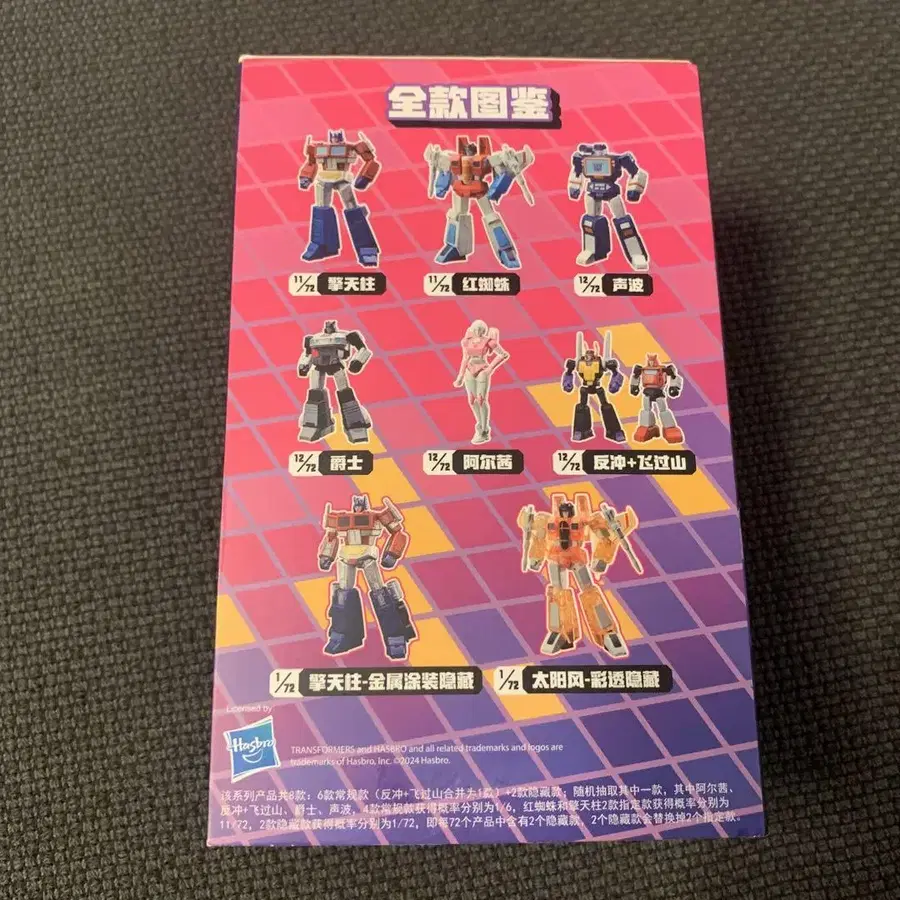 全款图鉴
11/72 擎天柱
11/72 红蜘蛛
12/72 声波
12/72 爵士
12/72 阿尔茜
12/72 反冲+飞过山
1/72 擎天柱-金属涂装隐藏
1/72 太阳风-彩透隐藏
Licensed by
Hasbro
TRANSFORMERS and HASBRO and all related trademarks and logos are
trademarks of Hasbro, Inc. ©2024 Hasbro.
该系列产品共8款：6款常规款（反冲+飞过山合并为1款）+2款隐藏款；随机抽取其中一款，其中阿尔茜、
反冲+飞过山、爵士、声波，4款常规款获得概率分别为1/6，红蜘蛛和擎天柱2款指定款获得概率分别为
11/72，2款隐藏款获得概率分别为1/72，即每72个产品中含有2个隐藏款，2个隐藏款会替换掉2个指定款。